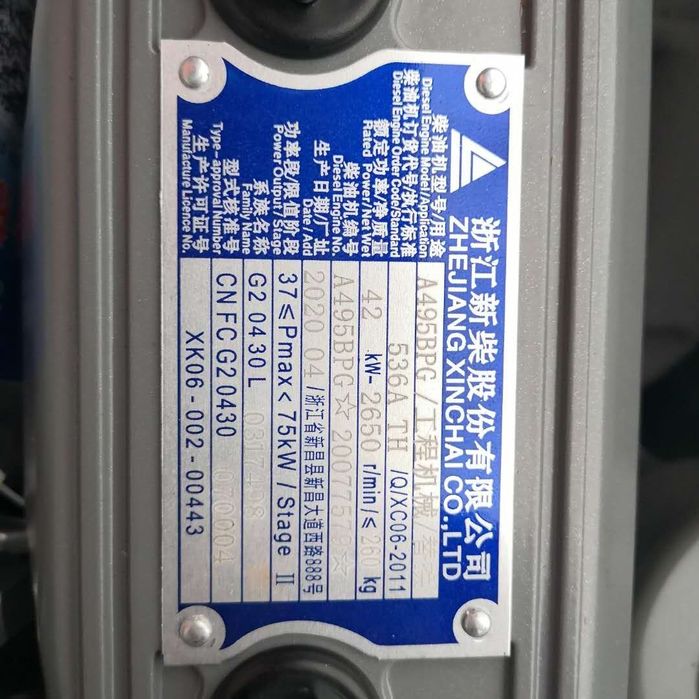 浙江新柴股份有限公司
ZHEJIANG XINCHAI CO.,LTD
柴油机型号/用途
Diesel Engine Model/Application
A495BPG /工程机械/
柴油机订货代号/执行标准
Diesel Engine Order Code/Standard
536A TH /Q/XC06-2011
额定功率/净质量
Rated Power/Net Wet
42 kW- 2650 r/min/≤ 260 kg
柴油机编号
Diesel Engine No.
A495BPG☆
生产日期/厂址
Date / Add
2020 04 /浙江省新昌县新昌大道西路888号
功率段/限值阶段
Power Output / Stage
37≤Pmax<75kW / Stage II
系族名称
Family Name
G20430L
型式核准号
Type-approval Number
CN FC G2 0430 070004
生产许可证号
Manufacture Licence No.
XK06-002-00443